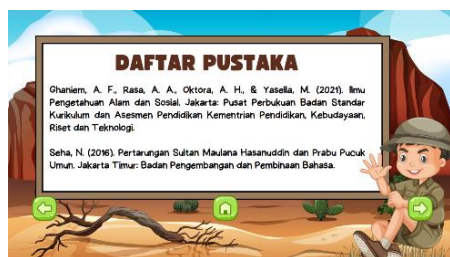 DAFTAR PUSTAKA
Ghaniem, A. F., Rasa, A. A., Oktora, A. H., & Yasella, M. (2021). Ilmu
Pengetahuan Alam dan Sosial. Jakarta: Pusat Perbukuan Badan Standar
Kurikulum dan Asesmen Pendidikan Kementrian Pendidikan, Kebudayaan,
Riset dan Teknologi.
Seha, N. (2016). Pertarungan Sultan Maulana Hasanuddin dan Prabu Pucuk
Umun. Jakarta Timur: Badan Pengembangan dan Pembinaan Bahasa.